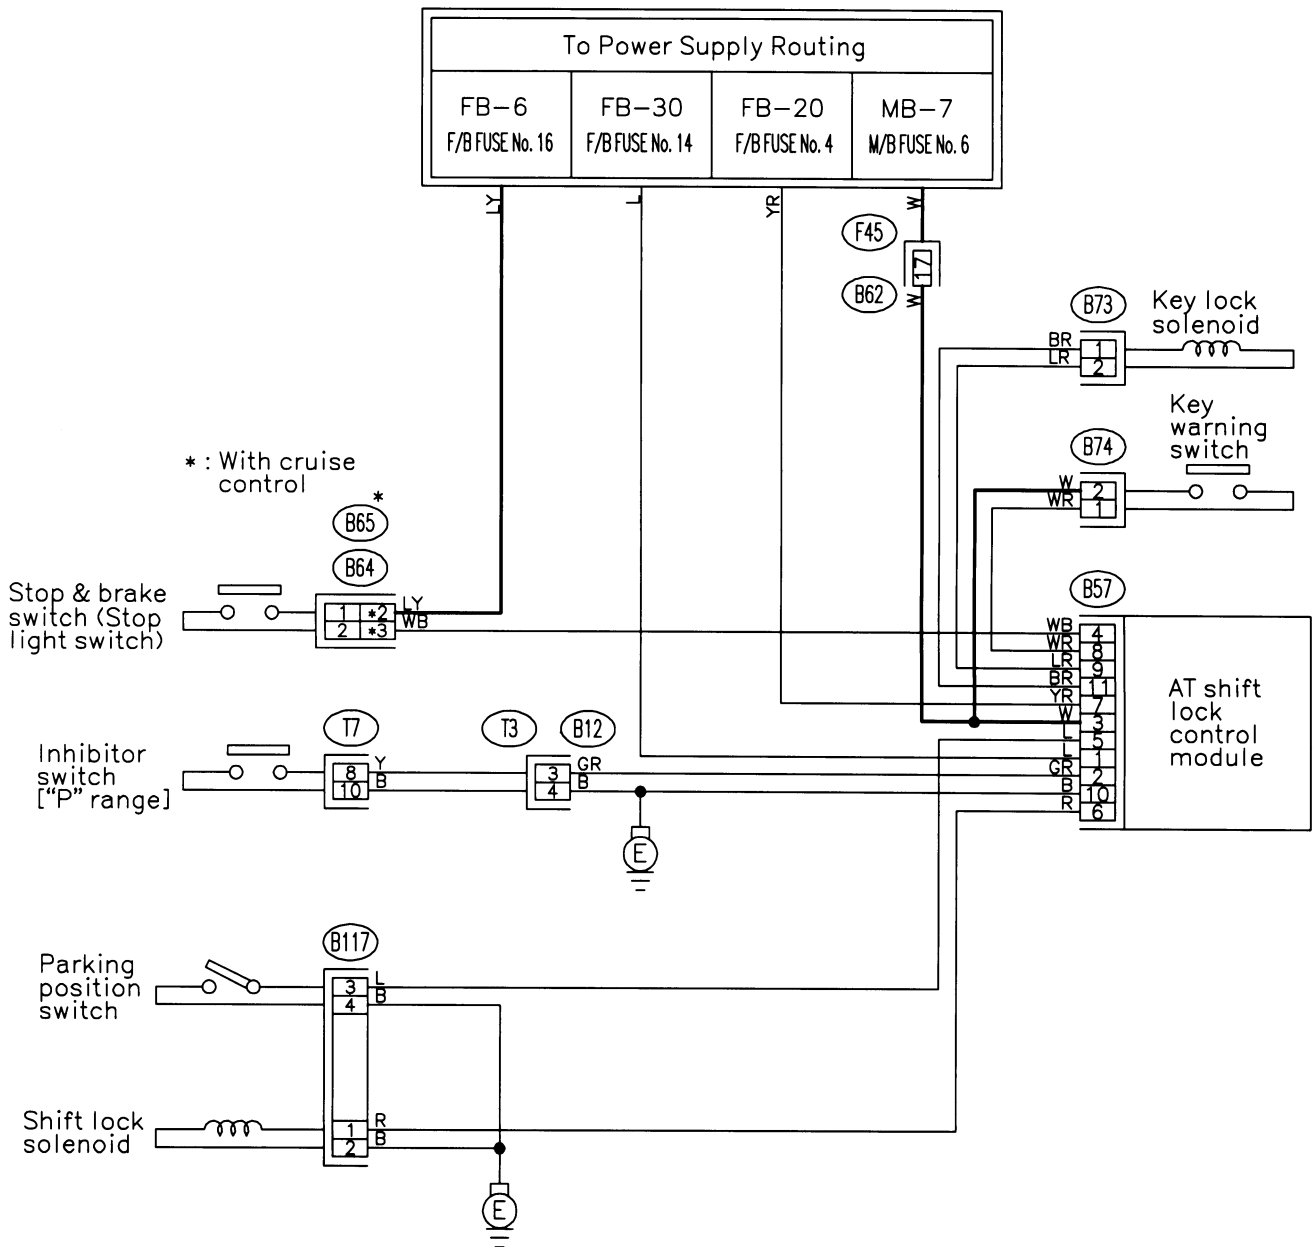 To Power Supply Routing
FB-6
F/B FUSE No. 16
FB-30
F/B FUSE No. 14
FB-20
F/B FUSE No. 4
MB-7
M/B FUSE No. 6
LY
L
YR
W
F45
17
B62
W
B73
Key lock
solenoid
BR
1
LR
2
B74
Key
warning
switch
W
2
WR
1
* : With cruise
control
*
B65
B64
Stop & brake
switch (Stop
light switch)
1 *2 LY
2 *3 WB
B57
WB 4
WR 8
LR 9
BR 11
YR 7
W 3
L 5
L 1
GR 2
B 10
R 6
AT shift
lock
control
module
Inhibitor
switch
["P" range]
T7
8 Y
10 B
T3
B12
3 GR
4 B
E
B117
Parking
position
switch
3 L
4 B
Shift lock
solenoid
1 R
2 B
E